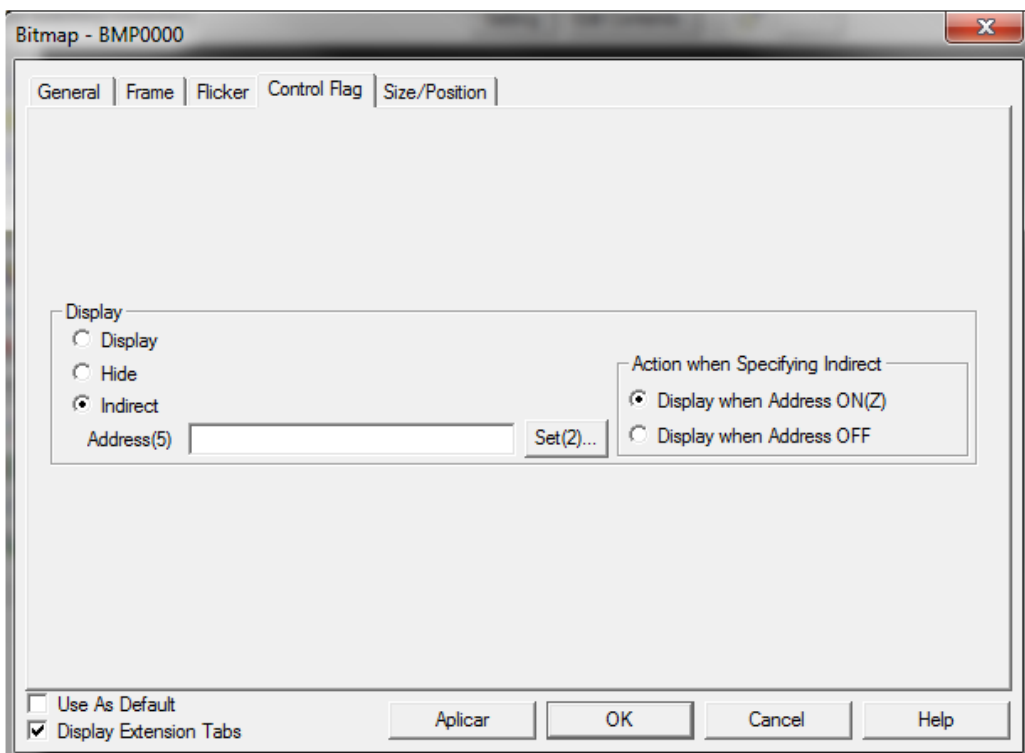 Bitmap - BMP0000
General Frame Flicker Control Flag Size/Position
Display
Display
Hide
Indirect
Address(5) Set(2)...
Action when Specifying Indirect
Display when Address ON(Z)
Display when Address OFF
Use As Default
Display Extension Tabs
Aplicar OK Cancel Help